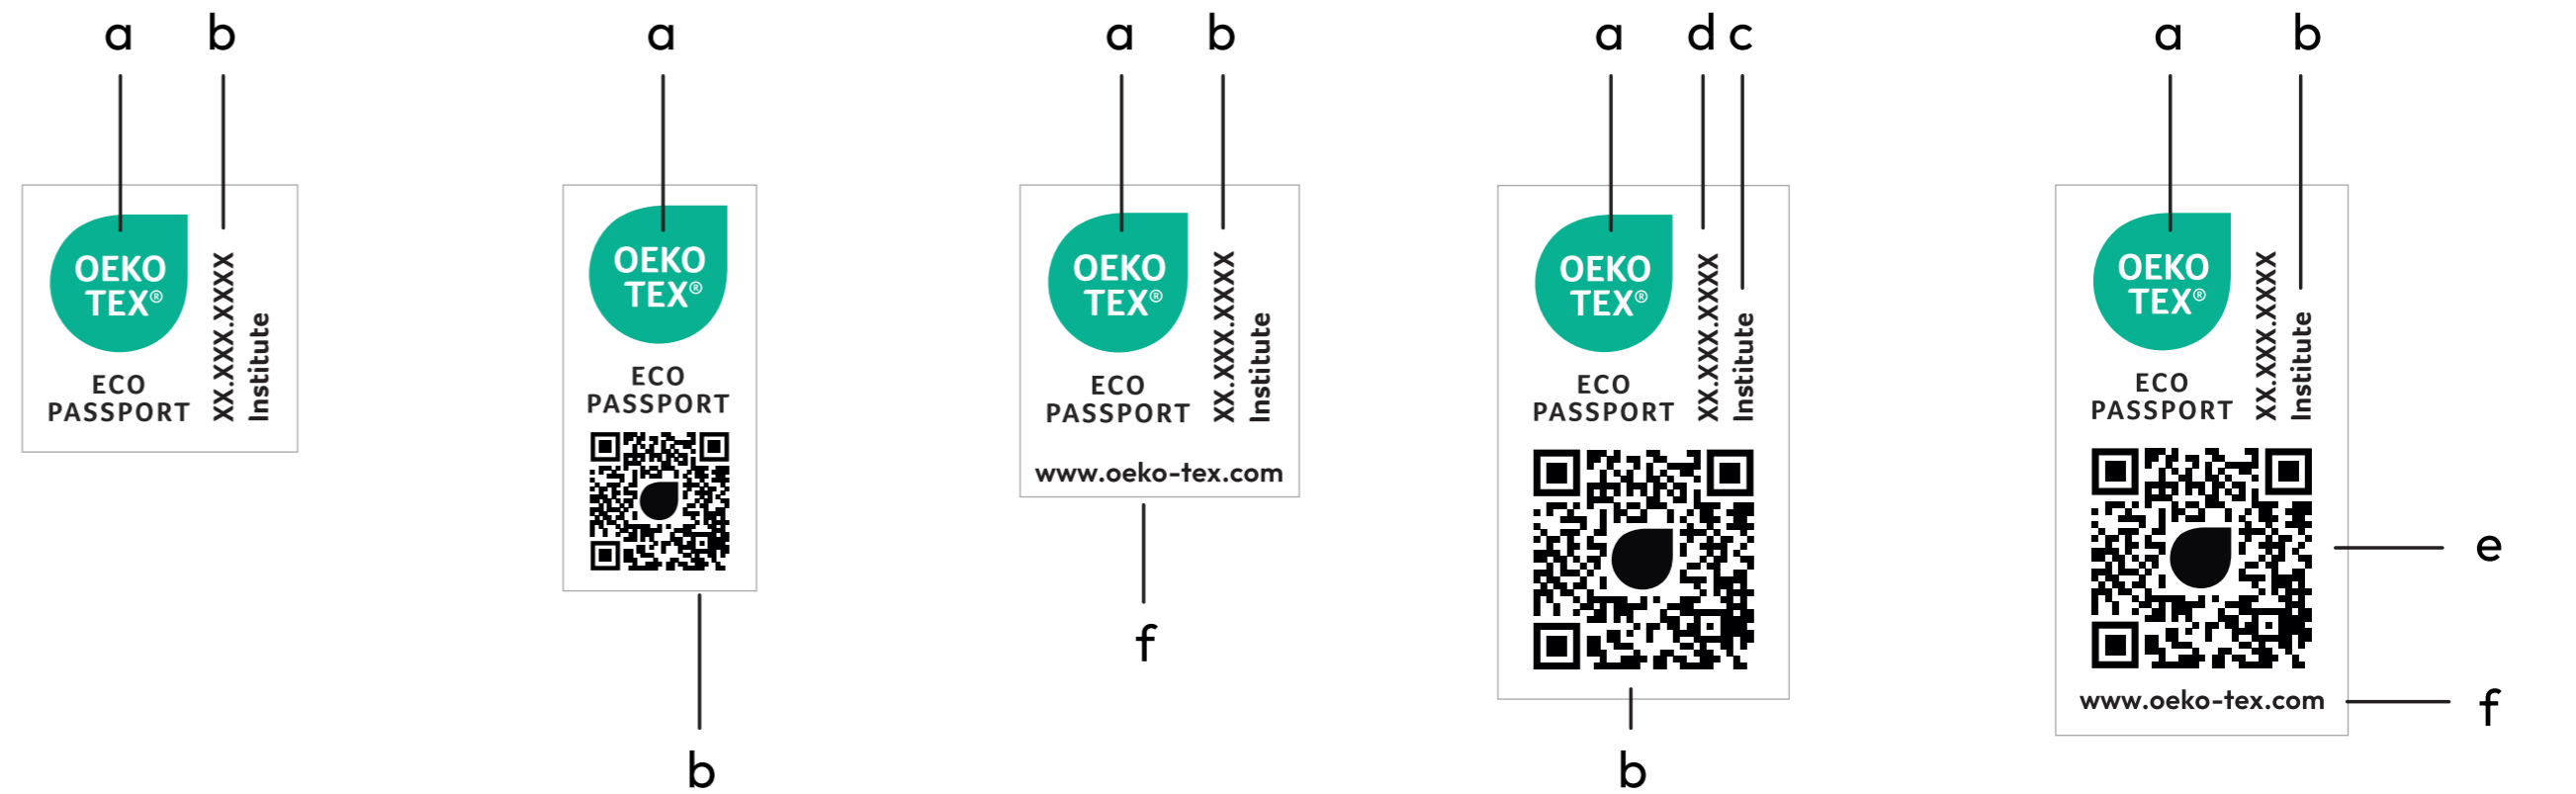 a b
a
a b
a d c
a b
OEKO
TEX®
ECO
PASSPORT
XX.XXX.XXXX
Institute
OEKO
TEX®
ECO
PASSPORT
b
OEKO
TEX®
ECO
PASSPORT
XX.XXX.XXXX
Institute
www.oeko-tex.com
f
OEKO
TEX®
ECO
PASSPORT
XX.XXX.XXXX
Institute
b
OEKO
TEX®
ECO
PASSPORT
XX.XXX.XXXX
Institute
e
www.oeko-tex.com
f